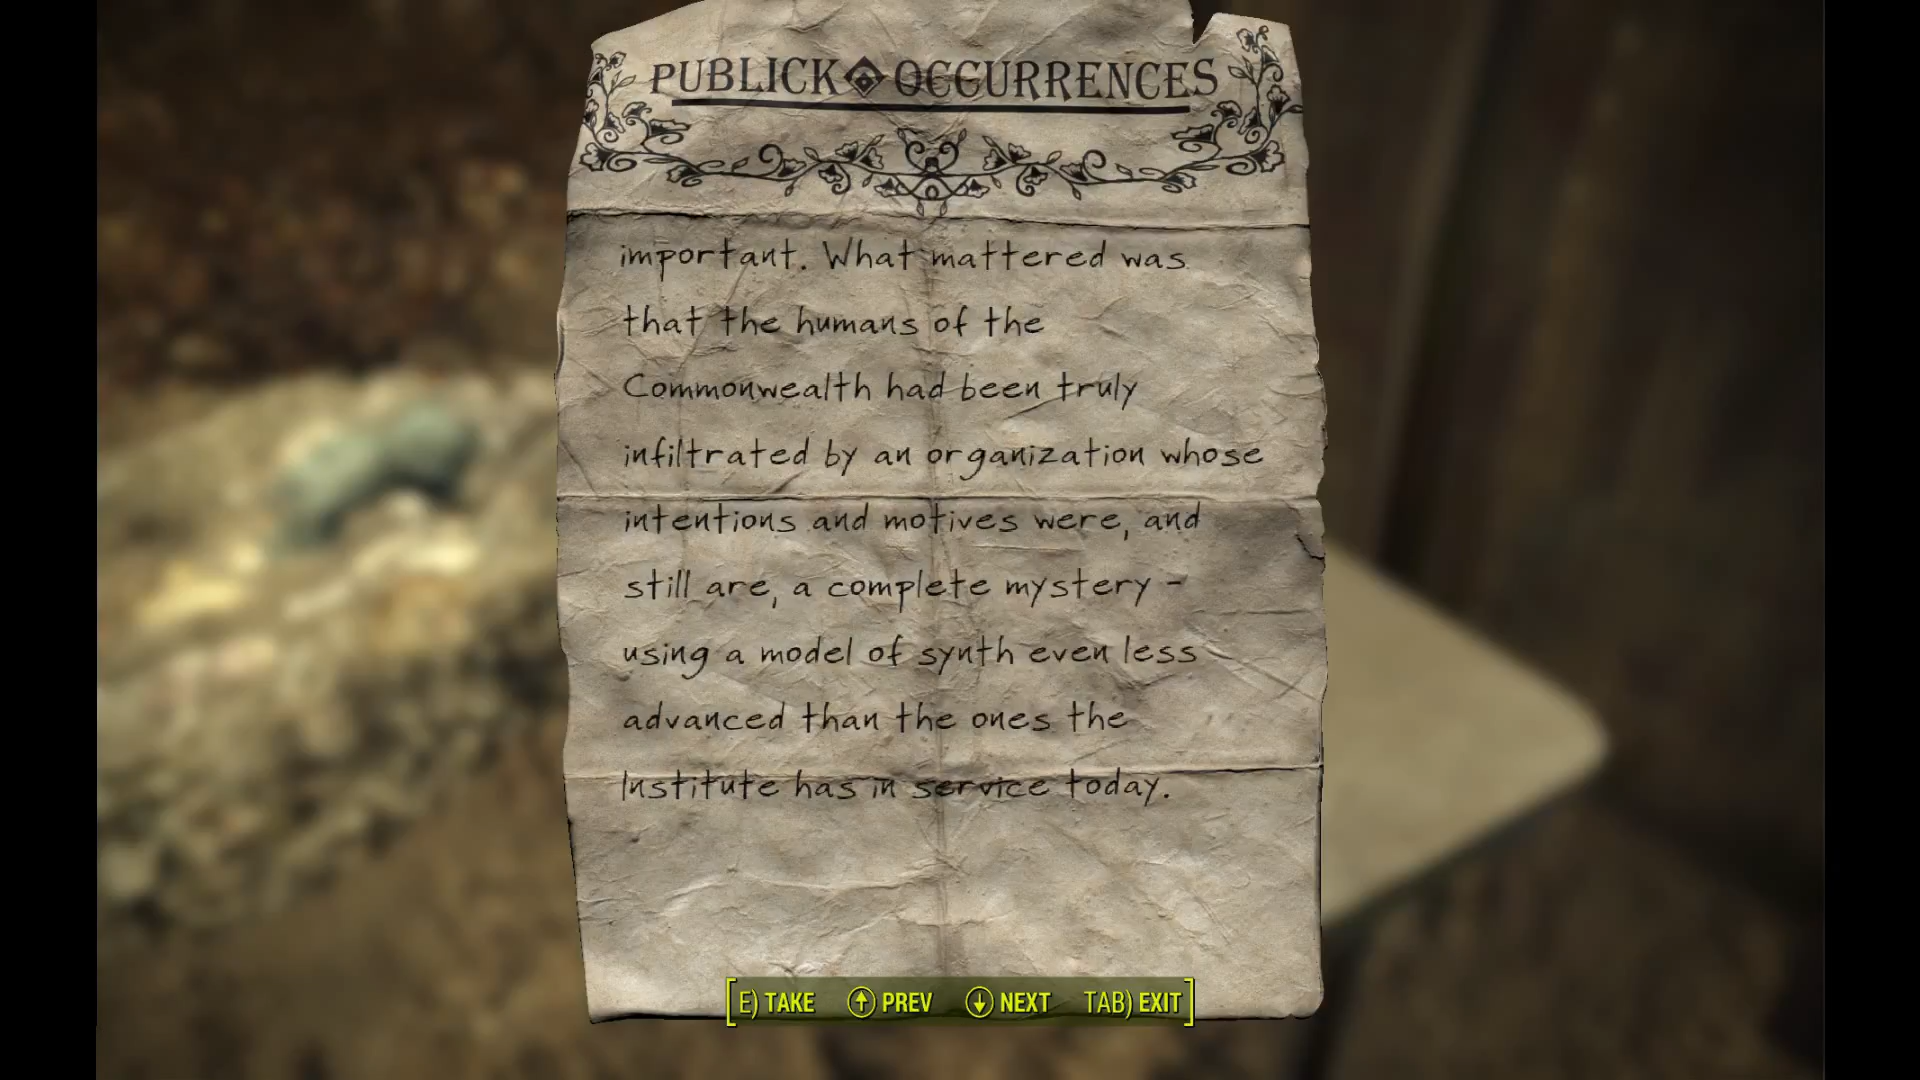 PUBLICK OCCURRENCES
important. What mattered was
that the humans of the
Commonwealth had been truly
infiltrated by an organization whose
intentions and motives were, and
still are, a complete mystery -
using a model of synth even less
advanced than the ones the
Institute has in service today.
E) TAKE PREV NEXT TAB) EXIT